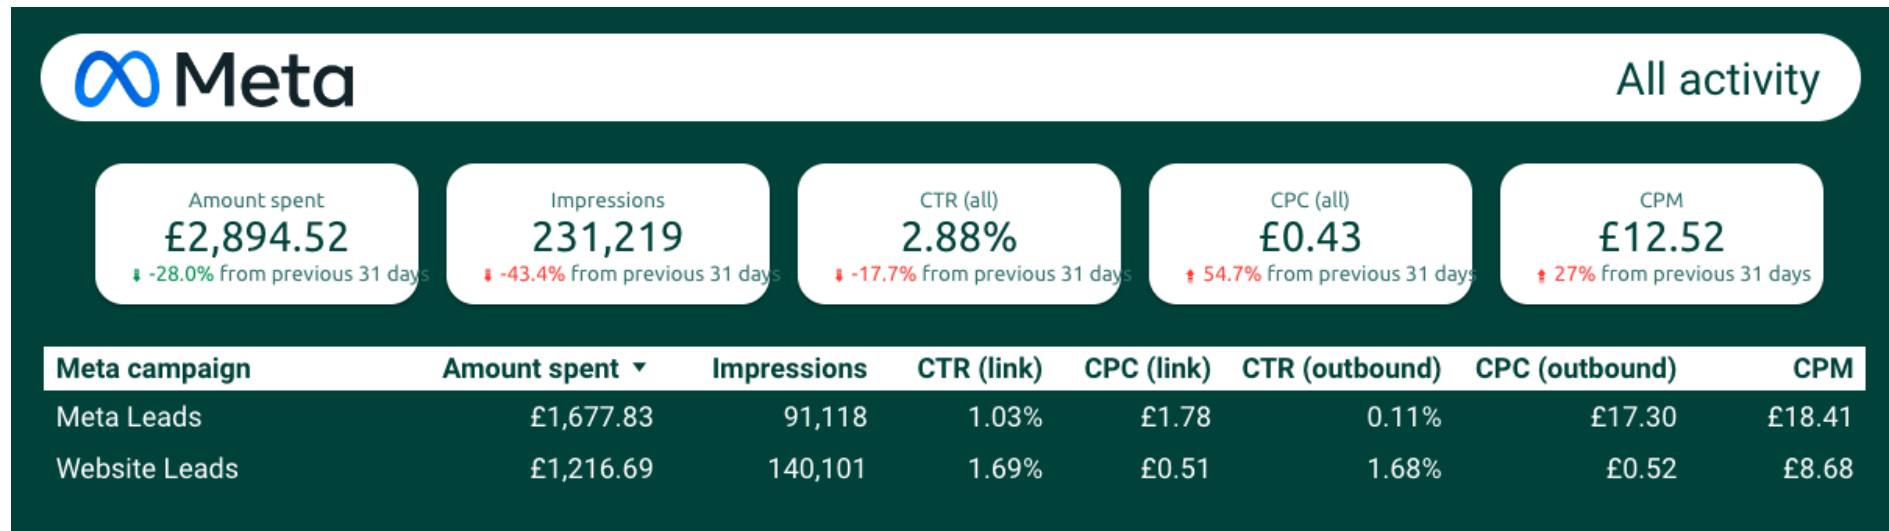 Meta
All activity
Amount spent
£2,894.52
-28.0% from previous 31 days
Impressions
231,219
-43.4% from previous 31 days
CTR (all)
2.88%
-17.7% from previous 31 days
CPC (all)
£0.43
54.7% from previous 31 days
CPM
£12.52
27% from previous 31 days
Meta campaign Amount spent Impressions CTR (link) CPC (link) CTR (outbound) CPC (outbound) CPM
Meta Leads £1,677.83 91,118 1.03% £1.78 0.11% £17.30 £18.41
Website Leads £1,216.69 140,101 1.69% £0.51 1.68% £0.52 £8.68